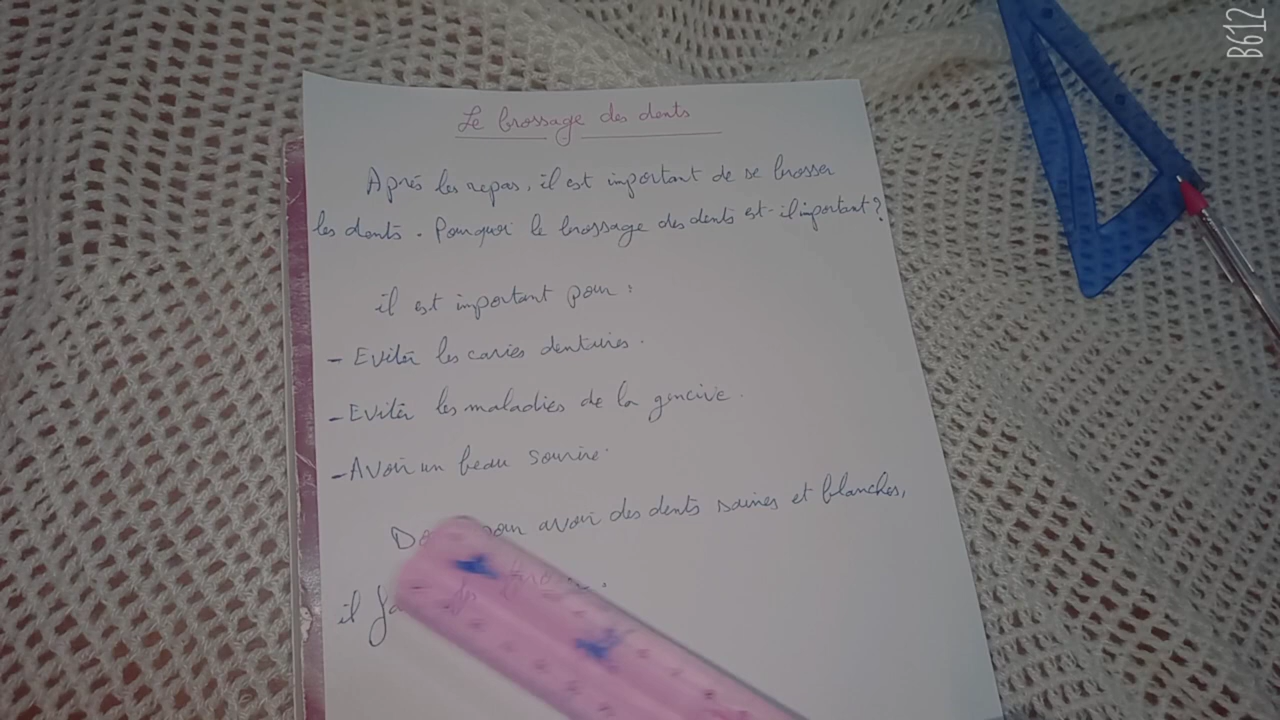 Le brossage des dents
Après les repas, il est important de se brosser
les dents. Pourquoi le brossage des dents est-il important?
il est important pour :
- Eviter les caries dentaires.
- Eviter les maladies de la gencive.
- Avoir un beau sourire.
avoir des dents saines et blanches,
il
B612